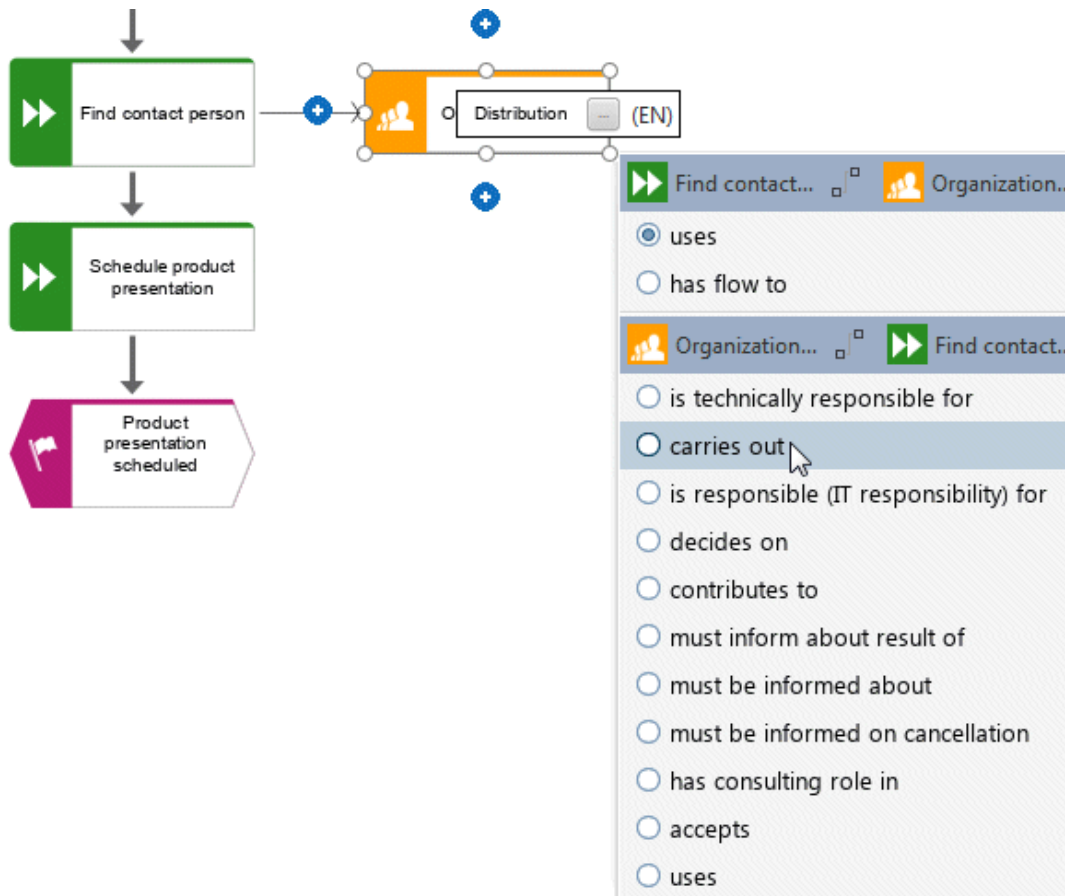 Find contact person
O
Distribution ... (EN)
Find contact... Organization...
uses
has flow to
Schedule product
presentation
Organization... Find contact...
is technically responsible for
carries out
is responsible (IT responsibility) for
decides on
contributes to
must inform about result of
must be informed about
must be informed on cancellation
has consulting role in
accepts
uses
Product
presentation
scheduled